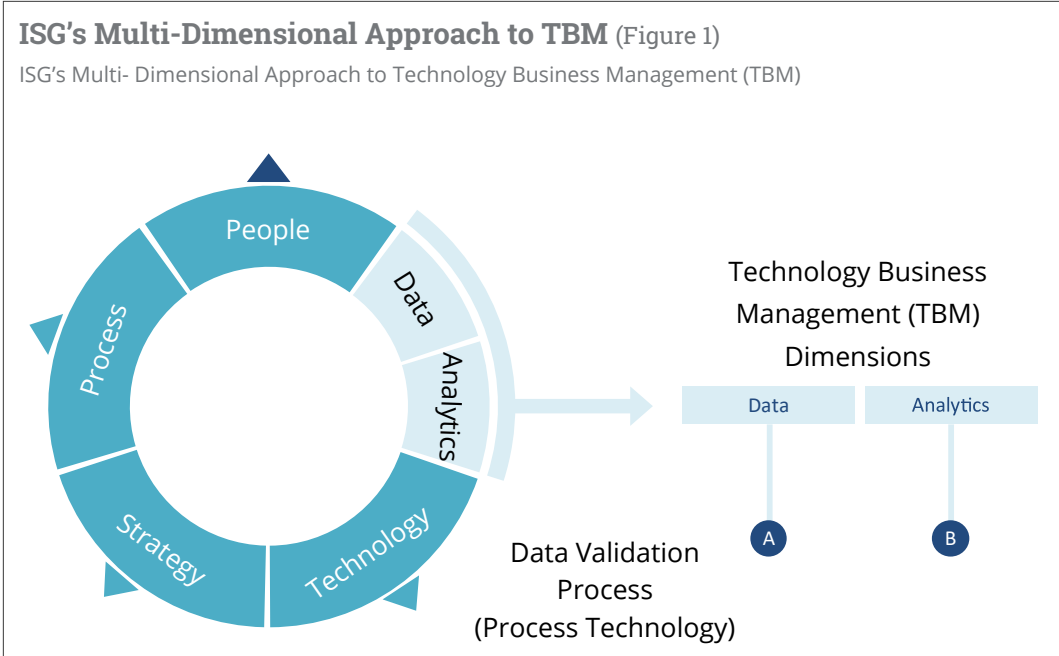 ISG's Multi-Dimensional Approach to TBM (Figure 1)
ISG's Multi- Dimensional Approach to Technology Business Management (TBM)
People
Data
Analytics
Technology
Strategy
Process
Technology Business
Management (TBM)
Dimensions
Data
Analytics
A
B
Data Validation
Process
(Process Technology)